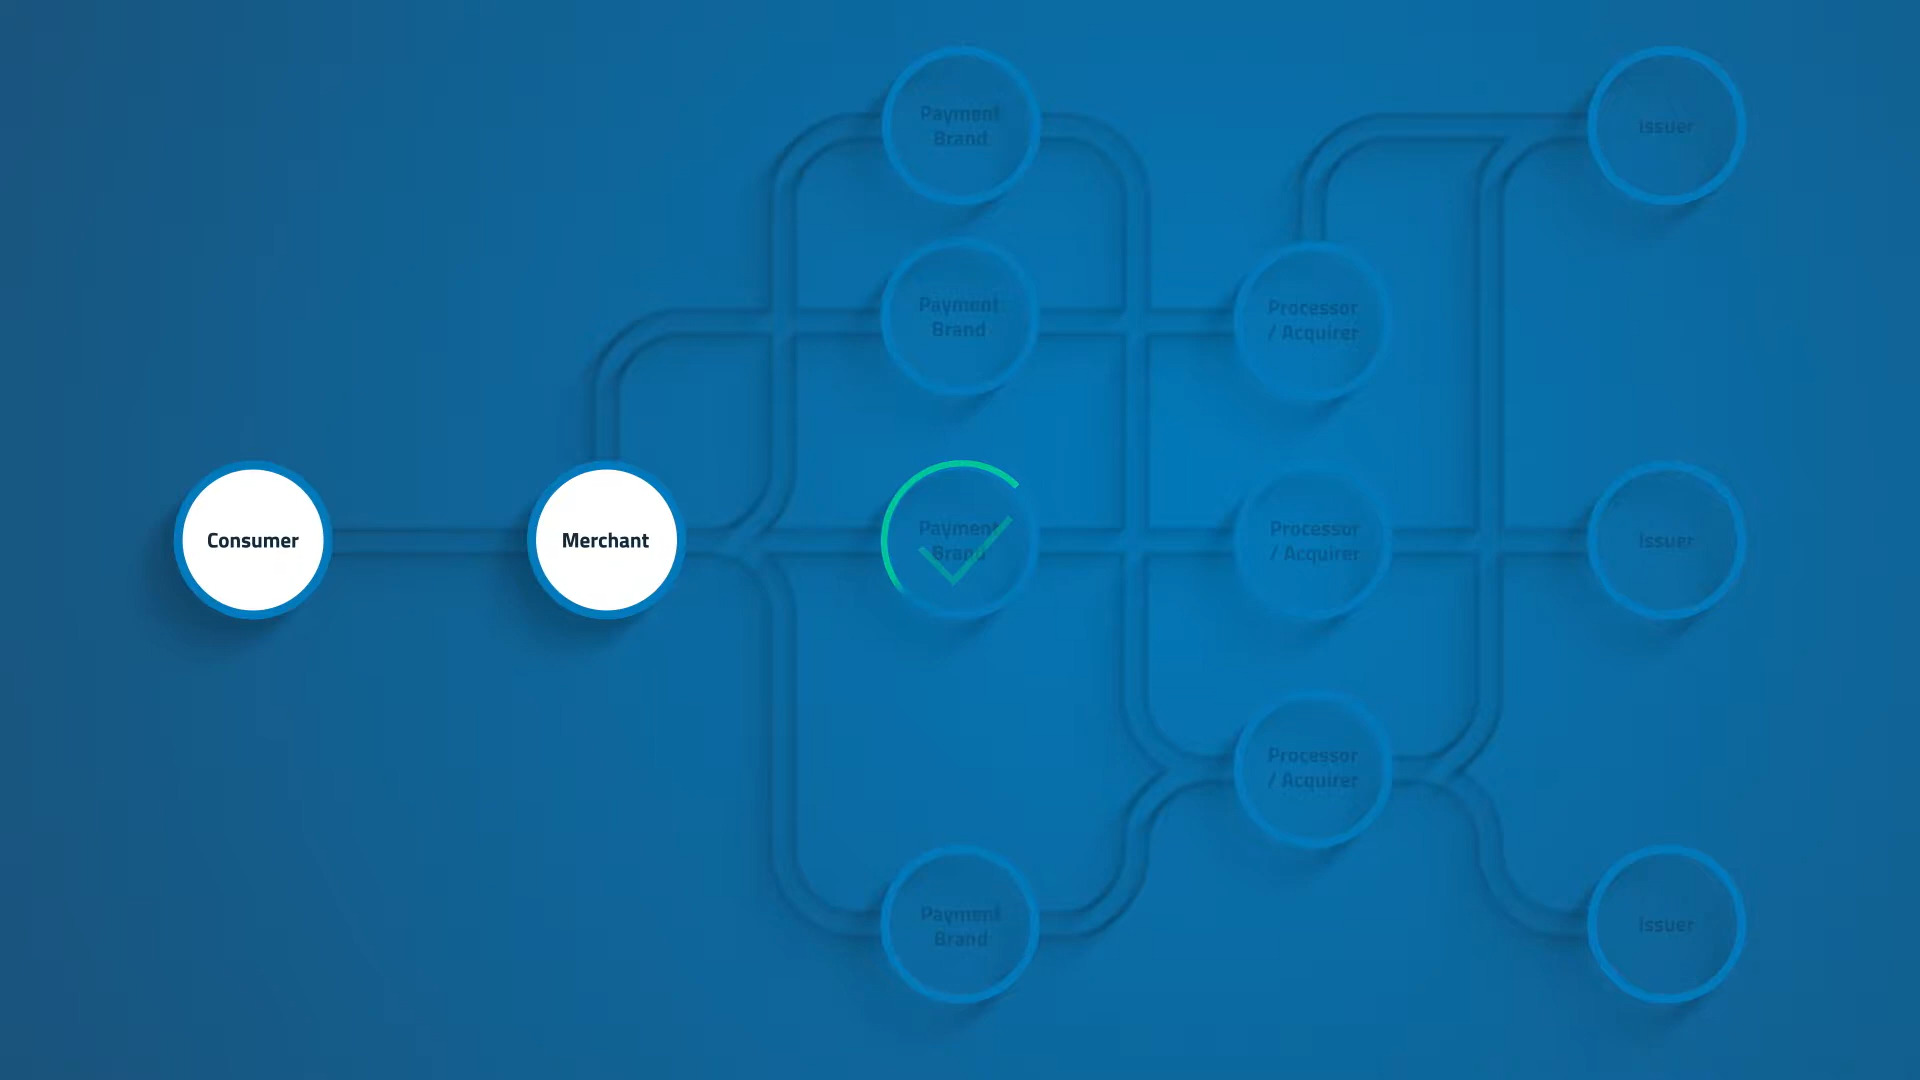 Payment
Brand
Issuer
Payment
Brand
Processor
/ Acquirer
Consumer
Merchant
Payment
Brand
Processor
/ Acquirer
Issuer
Processor
/ Acquirer
Payment
Brand
Issuer